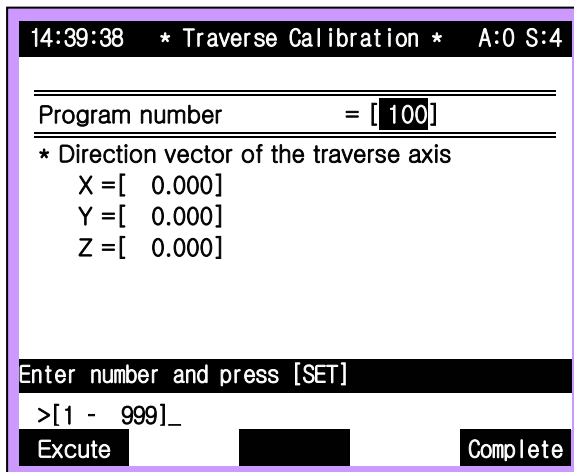 14:39:38 * Traverse Calibration * A:0 S:4
Program number = [ 100]
* Direction vector of the traverse axis
X =[ 0.000]
Y =[ 0.000]
Z =[ 0.000]
Enter number and press [SET]
>[1 - 999]_
Excute Complete